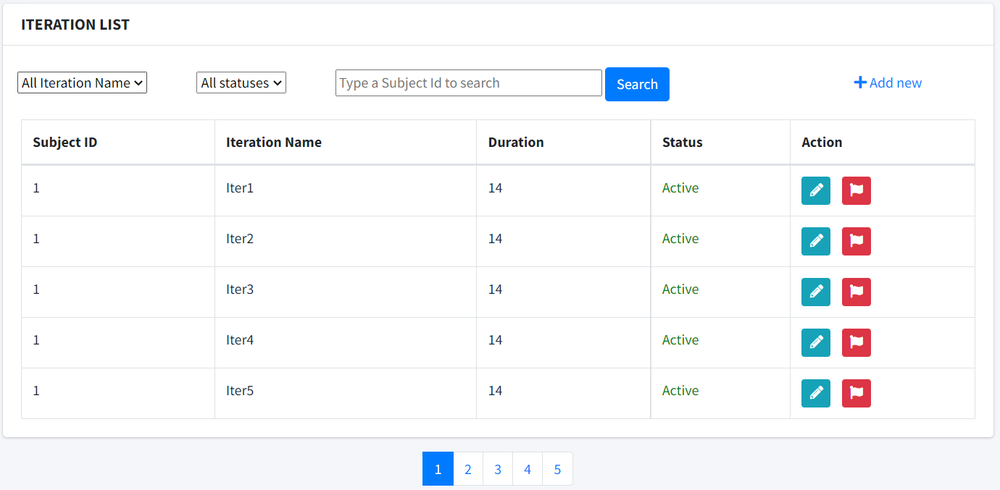 ITERATION LIST
All Iteration Name All statuses Type a Subject Id to search Search Add new
Subject ID Iteration Name Duration Status Action
1 Iter1 14 Active
1 Iter2 14 Active
1 Iter3 14 Active
1 Iter4 14 Active
1 Iter5 14 Active
1 2 3 4 5